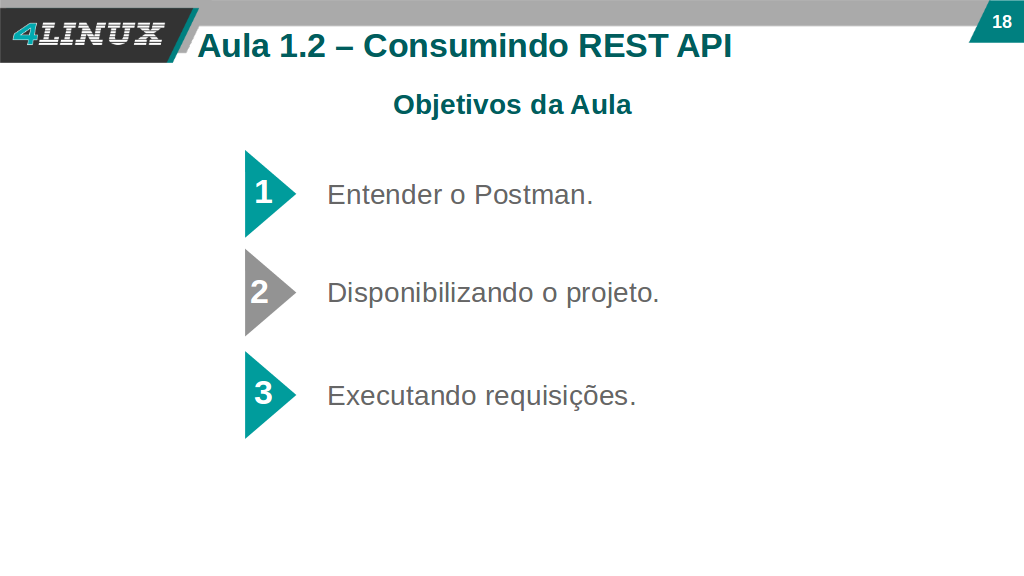 4LINUX
18
Aula 1.2 – Consumindo REST API
Objetivos da Aula
1
Entender o Postman.
2
Disponibilizando o projeto.
3
Executando requisições.